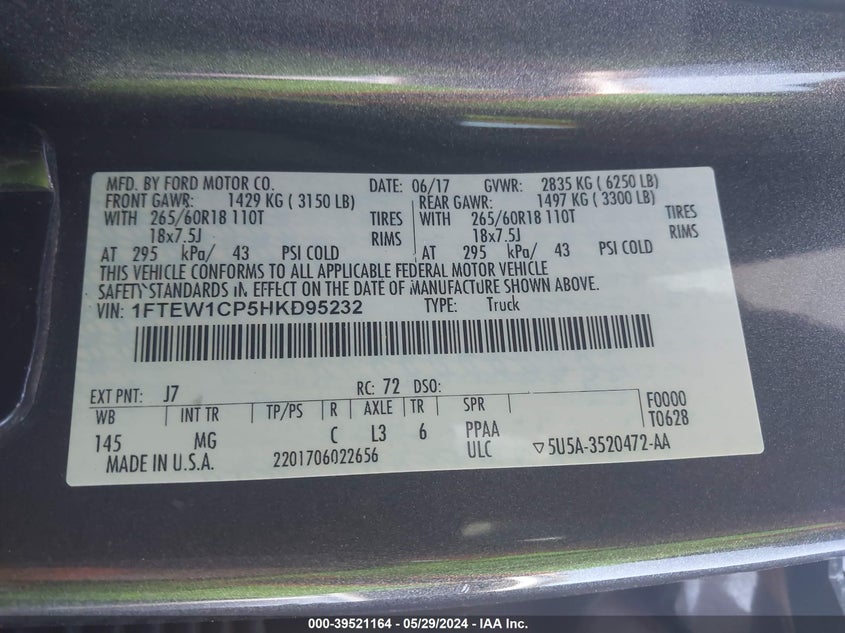 MFD. BY FORD MOTOR CO. DATE: 06/17 GVWR: 2835 KG ( 6250 LB)
FRONT GAWR: 1429 KG ( 3150 LB) REAR GAWR: 1497 KG ( 3300 LB)
WITH 265/60R18 110T TIRES WITH 265/60R18 110T TIRES
18x7.5J RIMS 18x7.5J RIMS
AT 295 kPa/ 43 PSI COLD AT 295 kPa/ 43 PSI COLD
THIS VEHICLE CONFORMS TO ALL APPLICABLE FEDERAL MOTOR VEHICLE
SAFETY STANDARDS IN EFFECT ON THE DATE OF MANUFACTURE SHOWN ABOVE.
VIN: 1FTEW1CP5HKD95232 TYPE: Truck
EXT PNT: J7 RC: 72 DSO:
WB INT TR TP/PS R AXLE TR SPR F0000
145 MG C L3 6 PPAA T0628
MADE IN U.S.A. 2201706022656 ULC ▽5U5A-3520472-AA
000-39521164 - 05/29/2024 - IAA Inc.